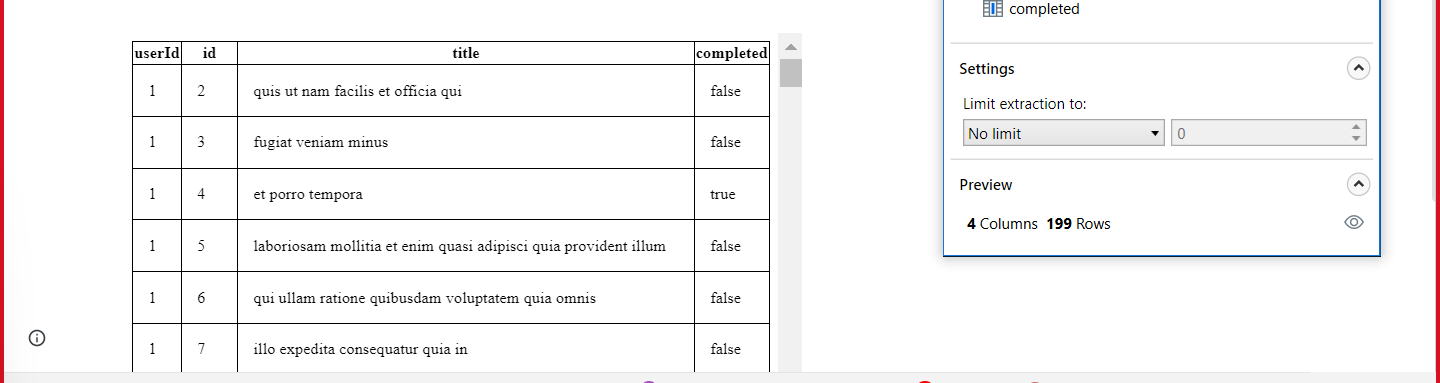 userId id title completed
1 2 quis ut nam facilis et officia qui false
1 3 fugiat veniam minus false
1 4 et porro tempora true
1 5 laboriosam mollitia et enim quasi adipisci quia provident illum false
1 6 qui ullam ratione quibusdam voluptatem quia omnis false
1 7 illo expedita consequatur quia in false
completed
Settings
Limit extraction to:
No limit 0
Preview
4 Columns 199 Rows